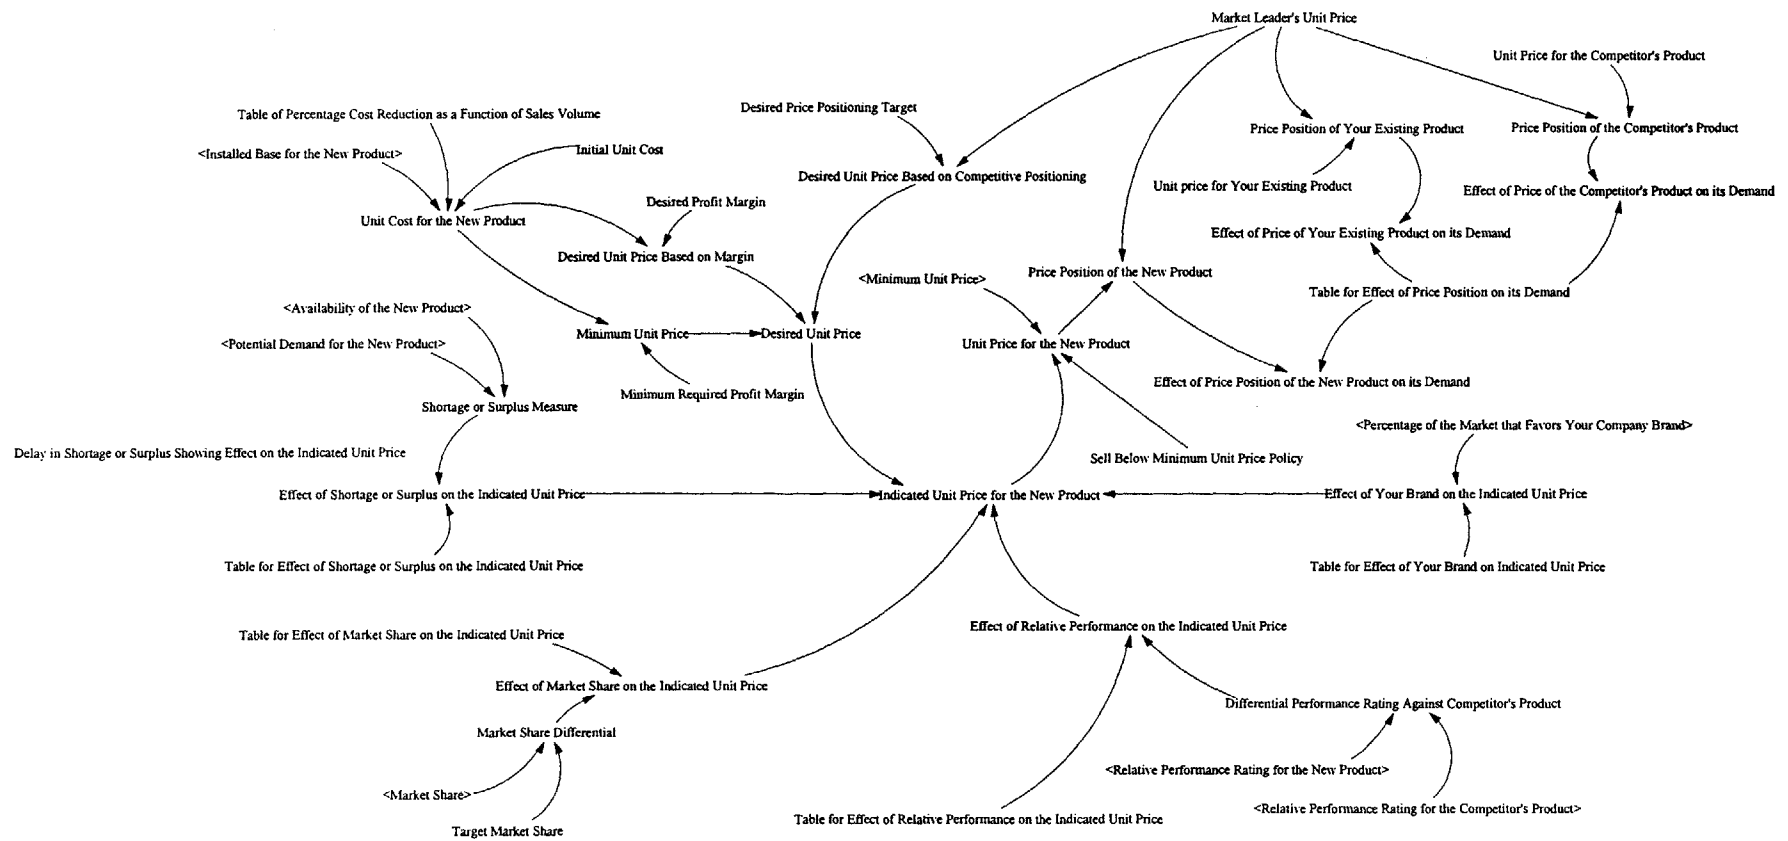 Market Leader's Unit Price
Unit Price for the Competitor's Product
Desired Price Positioning Target
Table of Percentage Cost Reduction as a Function of Sales Volume
Price Position of Your Existing Product
Price Position of the Competitor's Product
<Installed Base for the New Product>
Initial Unit Cost
Desired Unit Price Based on Competitive Positioning
Unit price for Your Existing Product
Effect of Price of the Competitor's Product on its Demand
Desired Profit Margin
Unit Cost for the New Product
Effect of Price of Your Existing Product on its Demand
Desired Unit Price Based on Margin
Price Position of the New Product
<Minimum Unit Price>
Table for Effect of Price Position on its Demand
<Availability of the New Product>
Minimum Unit Price
Desired Unit Price
<Potential Demand for the New Product>
Unit Price for the New Product
Effect of Price Position of the New Product on its Demand
Minimum Required Profit Margin
Shortage or Surplus Measure
<Percentage of the Market that Favors Your Company Brand>
Delay in Shortage or Surplus Showing Effect on the Indicated Unit Price
Sell Below Minimum Unit Price Policy
Effect of Shortage or Surplus on the Indicated Unit Price
Indicated Unit Price for the New Product
Effect of Your Brand on the Indicated Unit Price
Table for Effect of Shortage or Surplus on the Indicated Unit Price
Table for Effect of Your Brand on Indicated Unit Price
Table for Effect of Market Share on the Indicated Unit Price
Effect of Relative Performance on the Indicated Unit Price
Effect of Market Share on the Indicated Unit Price
Differential Performance Rating Against Competitor's Product
Market Share Differential
<Relative Performance Rating for the New Product>
<Market Share>
<Relative Performance Rating for the Competitor's Product>
Table for Effect of Relative Performance on the Indicated Unit Price
Target Market Share